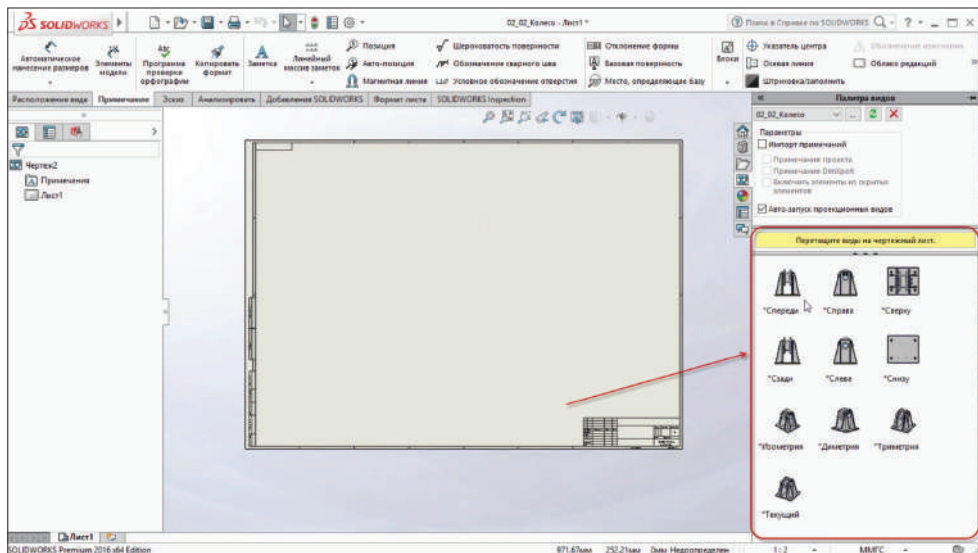 SOLIDWORKS
02_02_Колесо - Лист1 *
Поиск в Справке по SOLIDWORKS
Автоматическое нанесение размеров
Элементы модели
Программа проверки орфографии
Копировать формат
Заметка
Линейный массив заметок
Позиция
Авто-позиция
Магнитная линия
Шероховатость поверхности
Обозначение сварного шва
Условное обозначение отверстия
Отклонение формы
Базовая поверхность
Место, определяющее базу
Блоки
Указатель центра
Осевая линия
Штриховка/заполнить
Обозначение изменения
Облако редакций
Расположение вида
Примечание
Эскиз
Анализировать
Добавления SOLIDWORKS
Формат листа
SOLIDWORKS Inspection
Чертеж2
Примечания
Лист1
Палитра видов
02_02_Колесо
...
Параметры
Импорт примечаний
Примечания проекта
Примечания DimXpert
Включить элементы из скрытых элементов
Авто-запуск проекционных видов
Перетащите виды на чертежный лист.
*Спереди
*Справа
*Сверху
*Сзади
*Слева
*Снизу
*Изометрия
*Диметрия
*Триметрия
*Текущий
Лист1
SOLIDWORKS Premium 2016 x64 Edition
971.67мм
252.21мм
0мм
Недоопределен
1:2
ММГС